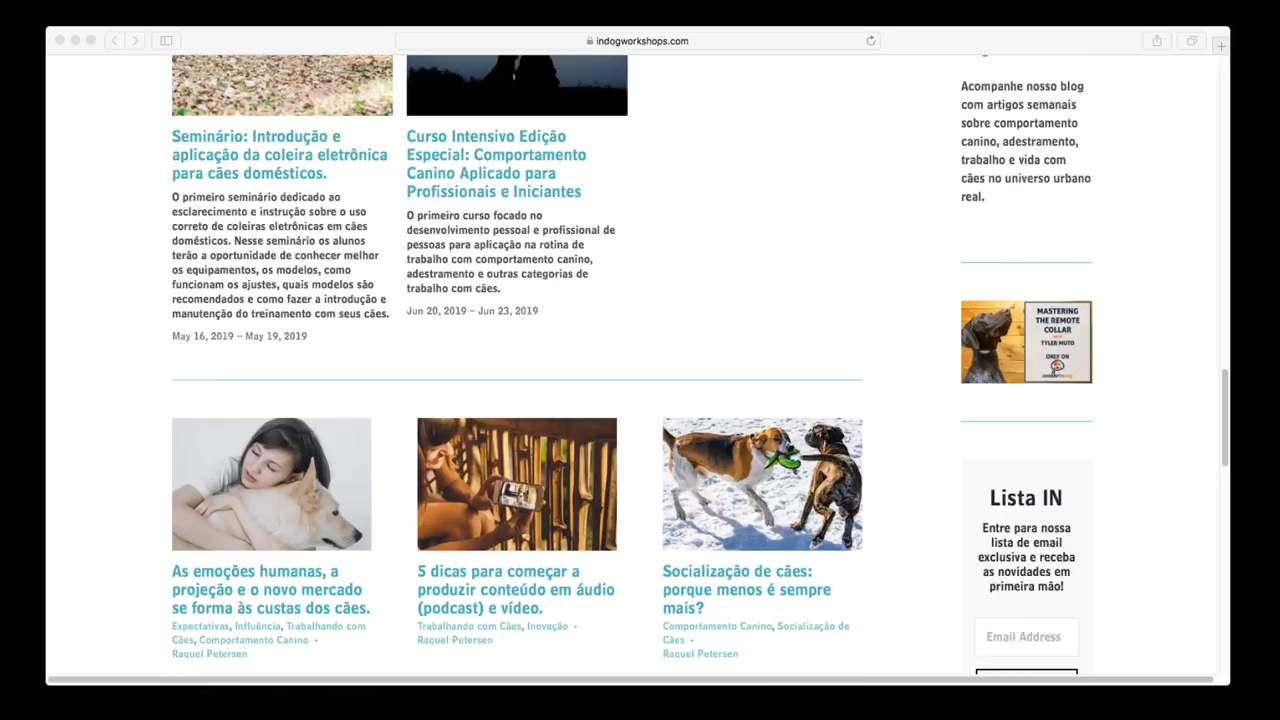 indogworkshops.com
Seminário: Introdução e
aplicação da coleira eletrônica
para cães domésticos.
O primeiro seminário dedicado ao
esclarecimento e instrução sobre o uso
correto de coleiras eletrônicas em cães
domésticos. Nesse seminário os alunos
terão a oportunidade de conhecer melhor
os equipamentos, os modelos, como
funcionam os ajustes, quais modelos são
recomendados e como fazer a introdução e
manutenção do treinamento com seus cães.
May 16, 2019 – May 19, 2019
Curso Intensivo Edição
Especial: Comportamento
Canino Aplicado para
Profissionais e Iniciantes
O primeiro curso focado no
desenvolvimento pessoal e profissional de
pessoas para aplicação na rotina de
trabalho com comportamento canino,
adestramento e outras categorias de
trabalho com cães.
Jun 20, 2019 – Jun 23, 2019
As emoções humanas, a
projeção e o novo mercado
se forma às custas dos cães.
Expectativas, Influência, Trabalhando com
Cães, Comportamento Canino ·
Raquel Petersen
5 dicas para começar a
produzir conteúdo em áudio
(podcast) e vídeo.
Trabalhando com Cães, Inovação ·
Raquel Petersen
Socialização de cães:
porque menos é sempre
mais?
Comportamento Canino, Socialização de
Cães ·
Raquel Petersen
Acompanhe nosso blog
com artigos semanais
sobre comportamento
canino, adestramento,
trabalho e vida com
cães no universo urbano
real.
MASTERING
THE REMOTE
COLLAR
WITH
TYLER MUTO
ONLY ON
Lista IN
Entre para nossa
lista de email
exclusiva e receba
as novidades em
primeira mão!
Email Address